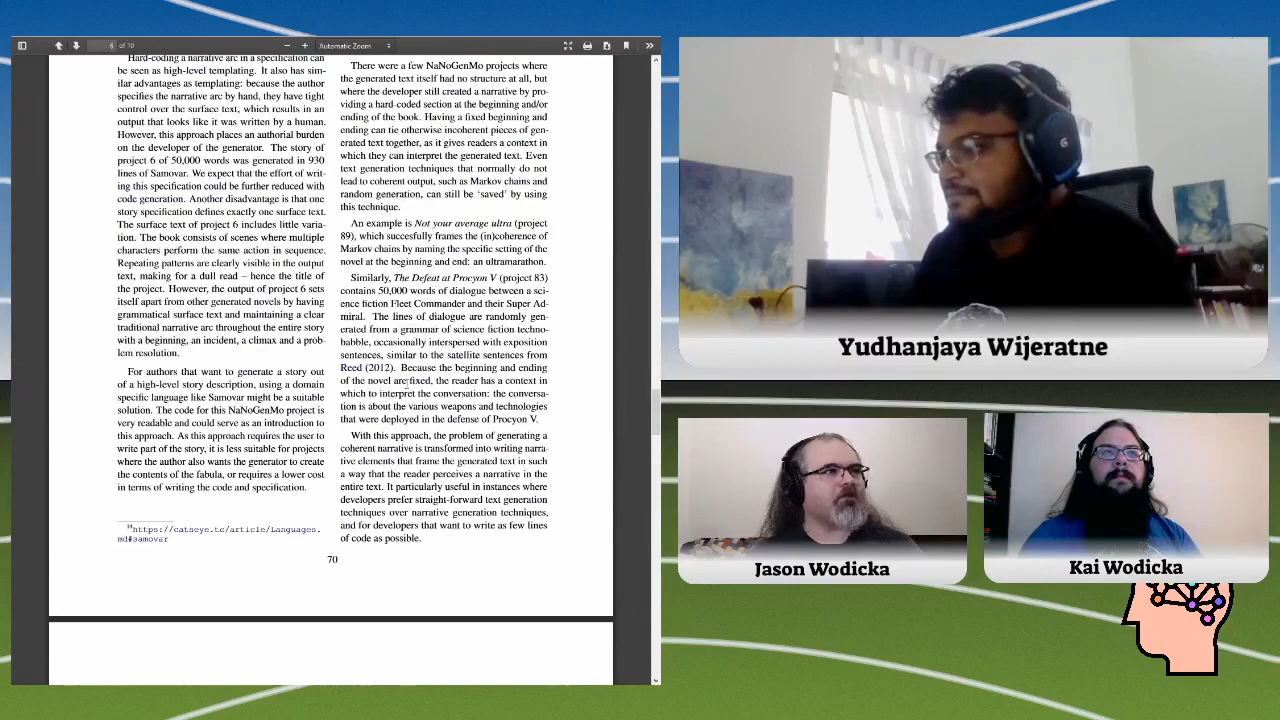 6 of 10
Automatic Zoom
Hard-coding a narrative arc in a specification can
be seen as high-level templating. It also has sim-
ilar advantages as templating: because the author
specifies the narrative arc by hand, they have tight
control over the surface text, which results in an
output that looks like it was written by a human.
However, this approach places an authorial burden
on the developer of the generator. The story of
project 6 of 50,000 words was generated in 930
lines of Samovar. We expect that the effort of writ-
ing this specification could be further reduced with
code generation. Another disadvantage is that one
story specification defines exactly one surface text.
The surface text of project 6 includes little varia-
tion. The book consists of scenes where multiple
characters perform the same action in sequence.
Repeating patterns are clearly visible in the output
text, making for a dull read – hence the title of
the project. However, the output of project 6 sets
itself apart from other generated novels by having
grammatical surface text and maintaining a clear
traditional narrative arc throughout the entire story
with a beginning, an incident, a climax and a prob-
lem resolution.
For authors that want to generate a story out
of a high-level story description, using a domain
specific language like Samovar might be a suitable
solution. The code for this NaNoGenMo project is
very readable and could serve as an introduction to
this approach. As this approach requires the user to
write part of the story, it is less suitable for projects
where the author also wants the generator to create
the contents of the fabula, or requires a lower cost
in terms of writing the code and specification.
https://catseye.tc/article/Languages.
md#samovar
There were a few NaNoGenMo projects where
the generated text itself had no structure at all, but
where the developer still created a narrative by pro-
viding a hard-coded section at the beginning and/or
ending of the book. Having a fixed beginning and
ending can tie otherwise incoherent pieces of gen-
erated text together, as it gives readers a context in
which they can interpret the generated text. Even
text generation techniques that normally do not
lead to coherent output, such as Markov chains and
random generation, can still be ‘saved’ by using
this technique.
An example is Not your average ultra (project
89), which succesfully frames the (in)coherence of
Markov chains by naming the specific setting of the
novel at the beginning and end: an ultramarathon.
Similarly, The Defeat at Procyon V (project 83)
contains 50,000 words of dialogue between a sci-
ence fiction Fleet Commander and their Super Ad-
miral. The lines of dialogue are randomly gen-
erated from a grammar of science fiction techno-
babble, occasionally interspersed with exposition
sentences, similar to the satellite sentences from
Reed (2012). Because the beginning and ending
of the novel are fixed, the reader has a context in
which to interpret the conversation: the conversa-
tion is about the various weapons and technologies
that were deployed in the defense of Procyon V.
With this approach, the problem of generating a
coherent narrative is transformed into writing narra-
tive elements that frame the generated text in such
a way that the reader perceives a narrative in the
entire text. It particularly useful in instances where
developers prefer straight-forward text generation
techniques over narrative generation techniques,
and for developers that want to write as few lines
of code as possible.
70
Yudhanjaya Wijeratne
Jason Wodicka
Kai Wodicka